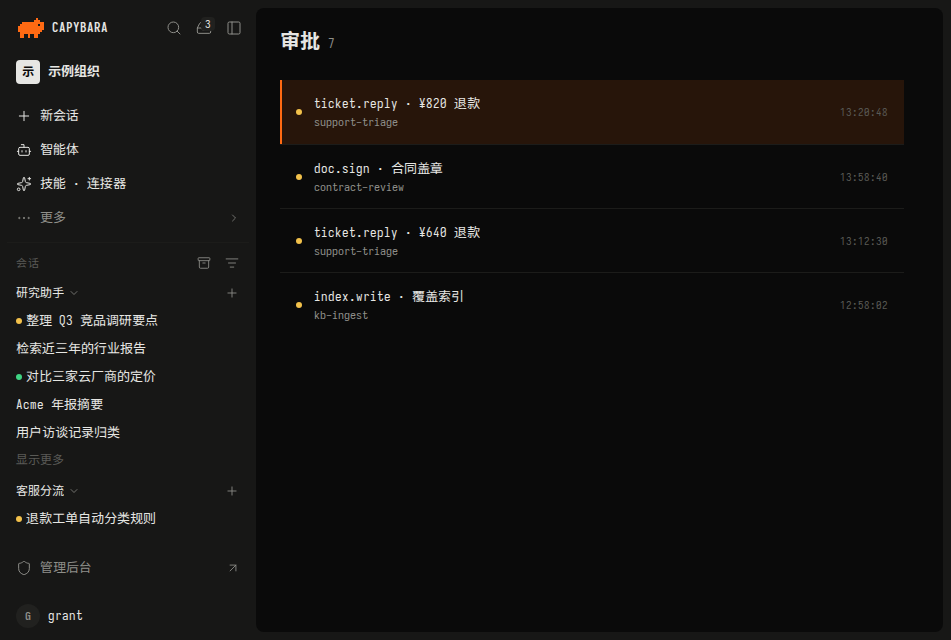 CAPYBARA
3
示 示例组织
新会话
智能体
技能 · 连接器
更多
会话
研究助手
整理 Q3 竞品调研要点
检索近三年的行业报告
对比三家云厂商的定价
Acme 年报摘要
用户访谈记录归类
显示更多
客服分流
退款工单自动分类规则
管理后台
G grant
审批 7
ticket.reply · ¥820 退款
support-triage
13:20:48
doc.sign · 合同盖章
contract-review
13:58:40
ticket.reply · ¥640 退款
support-triage
13:12:30
index.write · 覆盖索引
kb-ingest
12:58:02